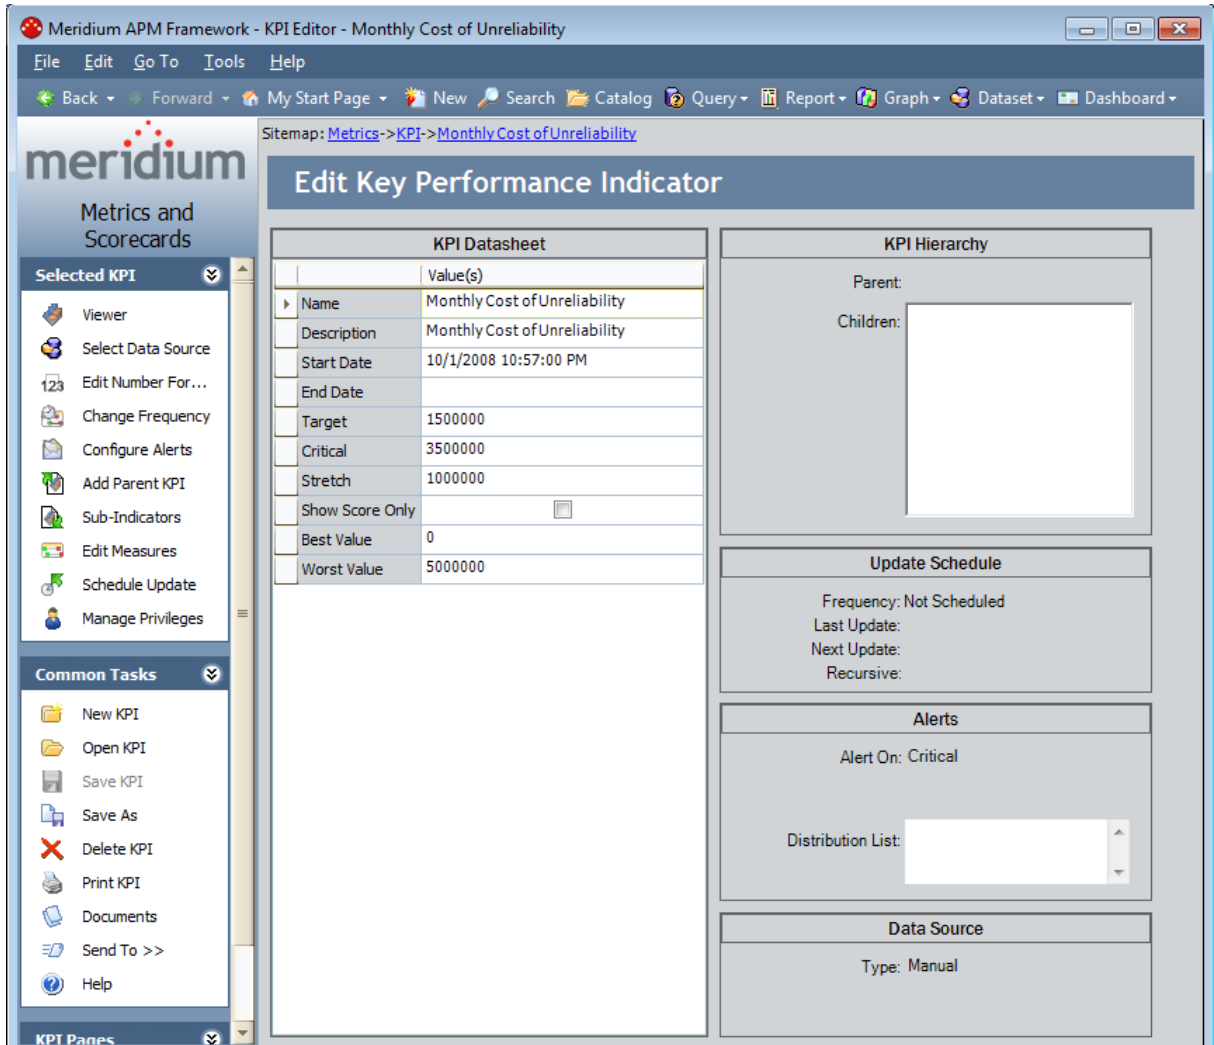 Meridium APM Framework - KPI Editor - Monthly Cost of Unreliability
File Edit Go To Tools Help
Back Forward My Start Page New Search Catalog Query Report Graph Dataset Dashboard
meridium
Metrics and
Scorecards
Selected KPI
Viewer
Select Data Source
123 Edit Number For...
Change Frequency
Configure Alerts
Add Parent KPI
Sub-Indicators
Edit Measures
Schedule Update
Manage Privileges
Common Tasks
New KPI
Open KPI
Save KPI
Save As
Delete KPI
Print KPI
Documents
Send To >>
Help
KPI Pages
Sitemap: Metrics->KPI->Monthly Cost of Unreliability
Edit Key Performance Indicator
KPI Datasheet
Value(s)
Name Monthly Cost of Unreliability
Description Monthly Cost of Unreliability
Start Date 10/1/2008 10:57:00 PM
End Date
Target 1500000
Critical 3500000
Stretch 1000000
Show Score Only
Best Value 0
Worst Value 5000000
KPI Hierarchy
Parent:
Children:
Update Schedule
Frequency: Not Scheduled
Last Update:
Next Update:
Recursive:
Alerts
Alert On: Critical
Distribution List:
Data Source
Type: Manual